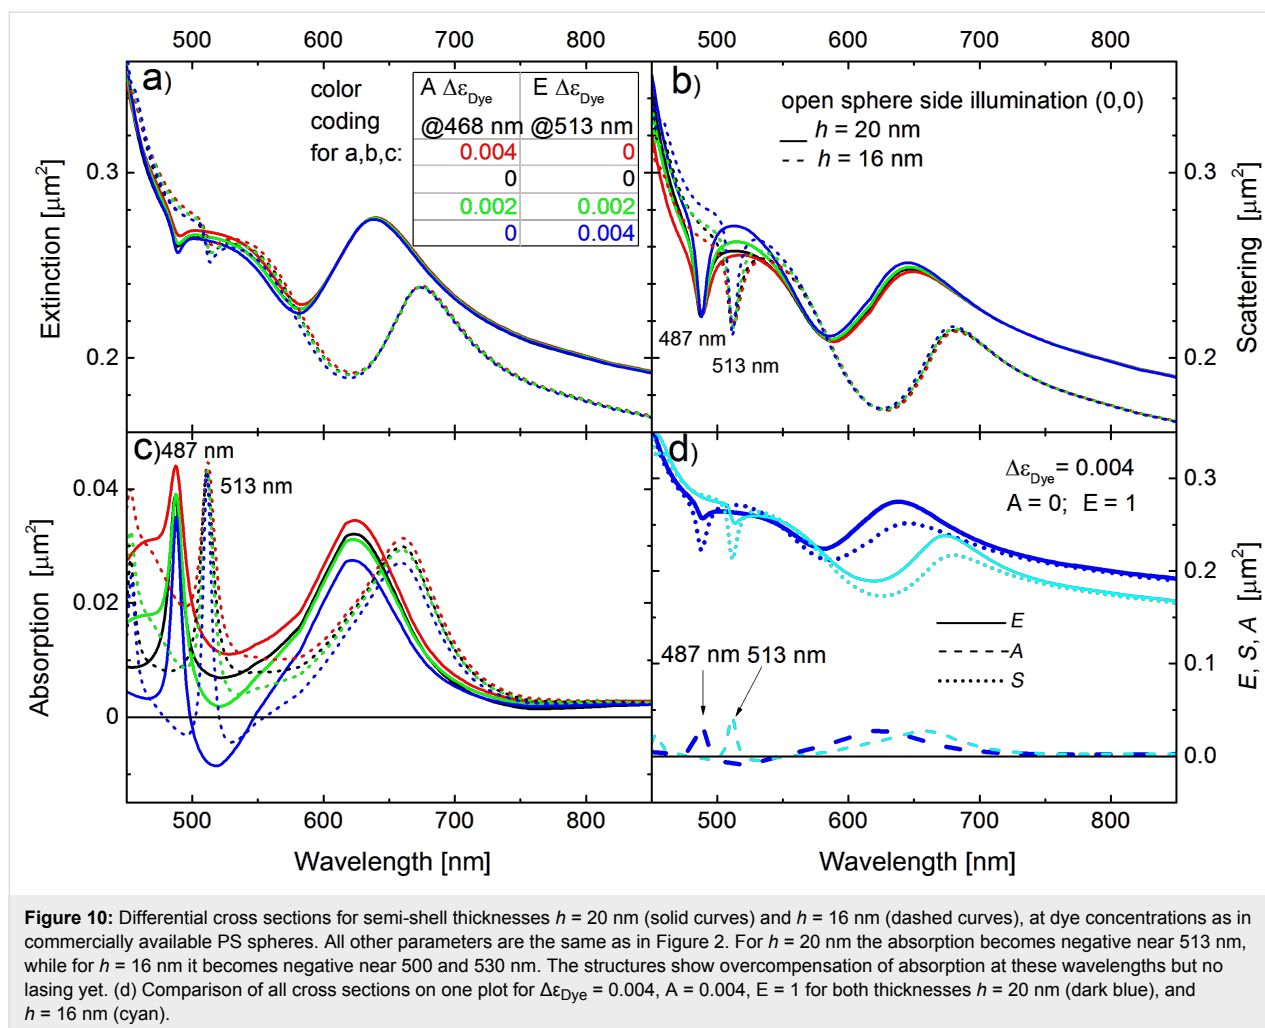 500 600 700 800
500 600 700 800
a)
color
coding
for a,b,c:
A Δε_Dye E Δε_Dye
@468 nm @513 nm
0.004 0
0 0
0.002 0.002
0 0.004
Extinction [μm²]
0.3
0.2
b)
open sphere side illumination (0,0)
h = 20 nm
h = 16 nm
487 nm
513 nm
0.3
0.2
Scattering [μm²]
c)
487 nm
513 nm
Absorption [μm²]
0.04
0.02
0
d)
Δε_Dye = 0.004
A = 0; E = 1
E
A
S
487 nm 513 nm
0.3
0.2
0.1
0.0
E, S, A [μm²]
500 600 700 800
500 600 700 800
Wavelength [nm]
Wavelength [nm]
Figure 10: Differential cross sections for semi-shell thicknesses h = 20 nm (solid curves) and h = 16 nm (dashed curves), at dye concentrations as in
commercially available PS spheres. All other parameters are the same as in Figure 2. For h = 20 nm the absorption becomes negative near 513 nm,
while for h = 16 nm it becomes negative near 500 and 530 nm. The structures show overcompensation of absorption at these wavelengths but no
lasing yet. (d) Comparison of all cross sections on one plot for Δε_Dye = 0.004, A = 0.004, E = 1 for both thicknesses h = 20 nm (dark blue), and
h = 16 nm (cyan).